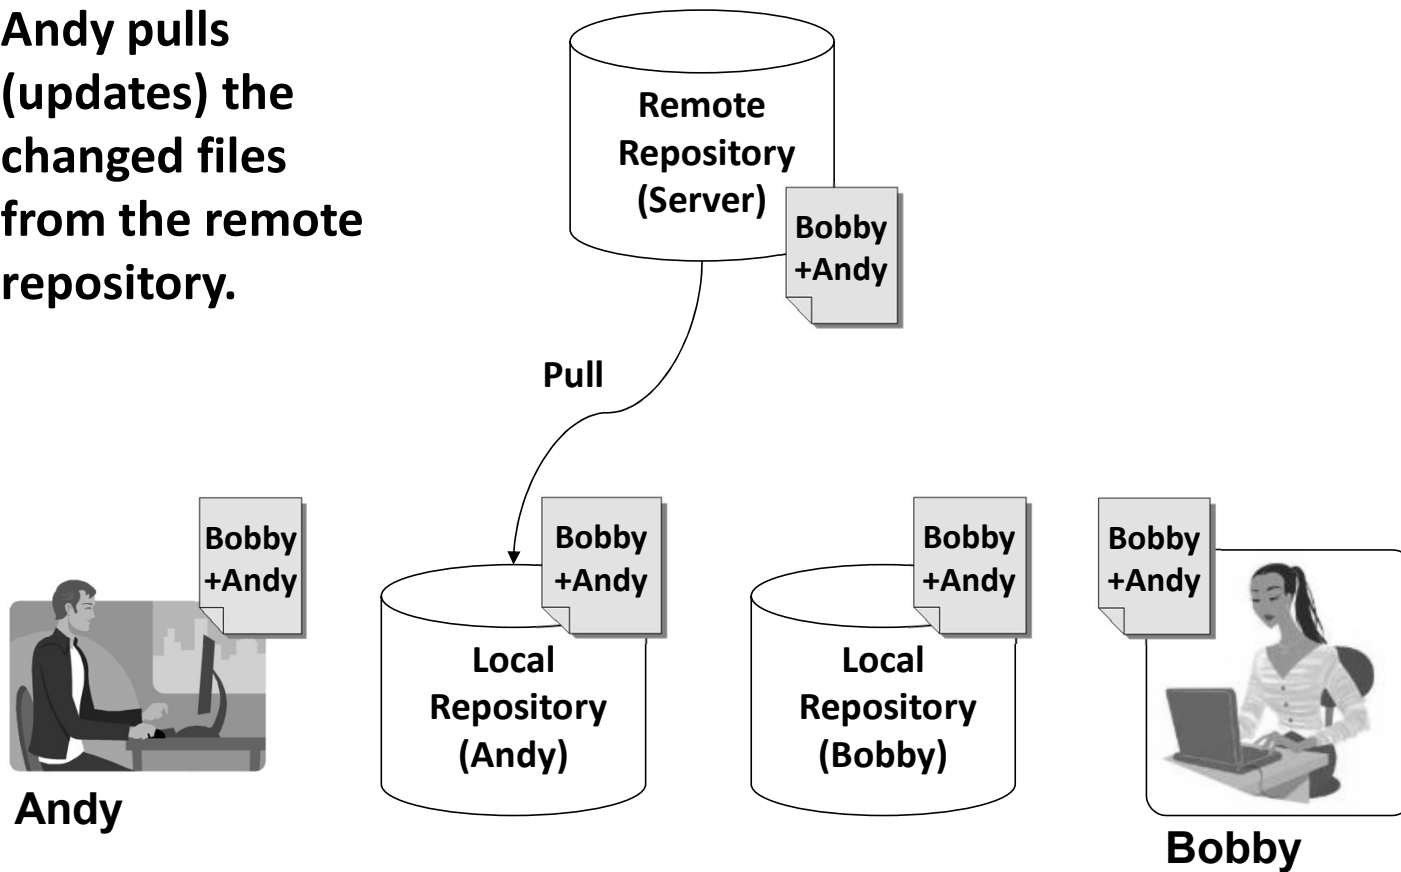 Andy pulls
(updates) the
changed files
from the remote
repository.
Remote
Repository
(Server)
Bobby
+Andy
Pull
Bobby
+Andy
Bobby
+Andy
Bobby
+Andy
Bobby
+Andy
Local
Repository
(Andy)
Local
Repository
(Bobby)
Andy
Bobby